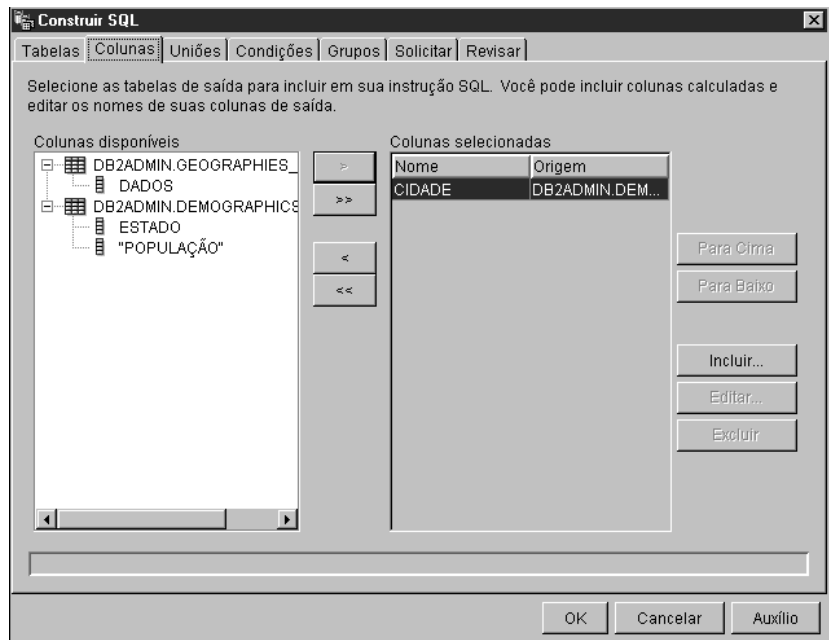 Construir SQL
Tabelas Colunas Uniões Condições Grupos Solicitar Revisar
Selecione as tabelas de saída para incluir em sua instrução SQL. Você pode incluir colunas calculadas e
editar os nomes de suas colunas de saída.
Colunas disponíveis
DB2ADMIN.GEOGRAPHIES_
DADOS
DB2ADMIN.DEMOGRAPHICS
ESTADO
"POPULAÇÃO"
>
>>
<
<<
Colunas selecionadas
Nome Origem
CIDADE DB2ADMIN.DEM...
Para Cima
Para Baixo
Incluir...
Editar...
Excluir
OK Cancelar Auxílio